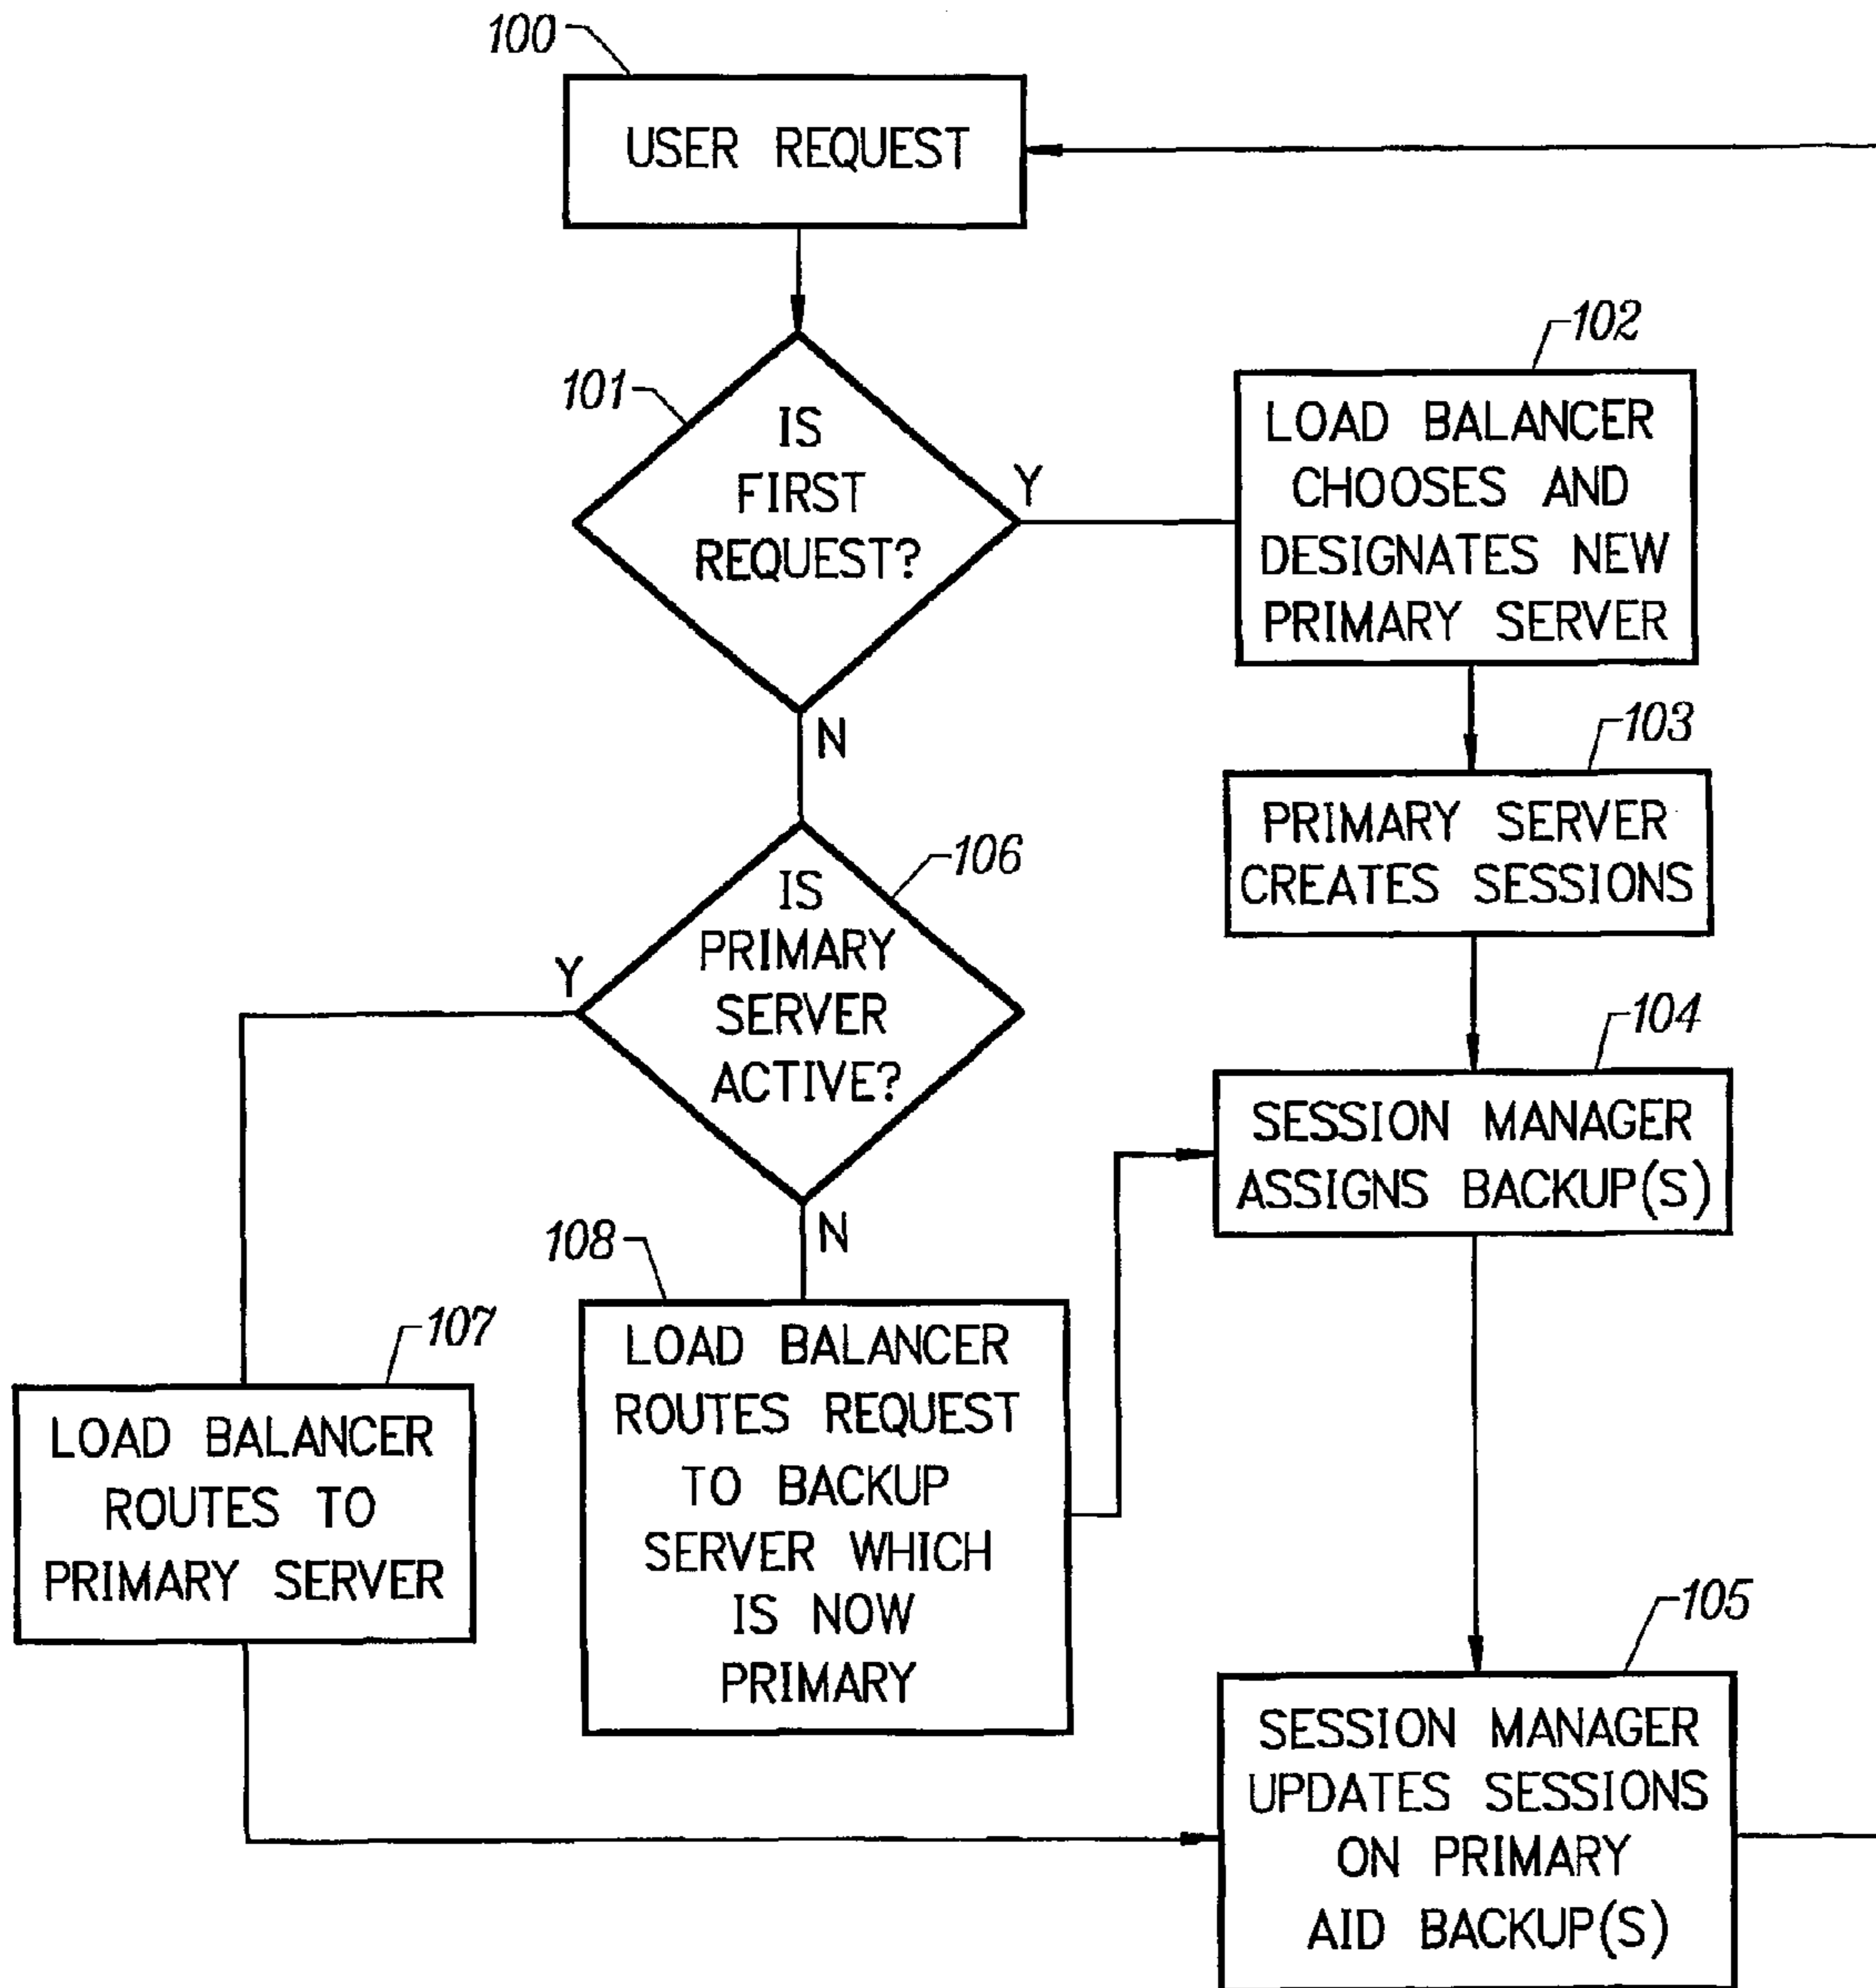 100
USER REQUEST
101
IS
FIRST
REQUEST?
Y
N
102
LOAD BALANCER
CHOOSES AND
DESIGNATES NEW
PRIMARY SERVER
103
PRIMARY SERVER
CREATES SESSIONS
104
SESSION MANAGER
ASSIGNS BACKUP(S)
106
IS
PRIMARY
SERVER
ACTIVE?
Y
N
107
LOAD BALANCER
ROUTES TO
PRIMARY SERVER
108
LOAD BALANCER
ROUTES REQUEST
TO BACKUP
SERVER WHICH
IS NOW
PRIMARY
105
SESSION MANAGER
UPDATES SESSIONS
ON PRIMARY
AID BACKUP(S)